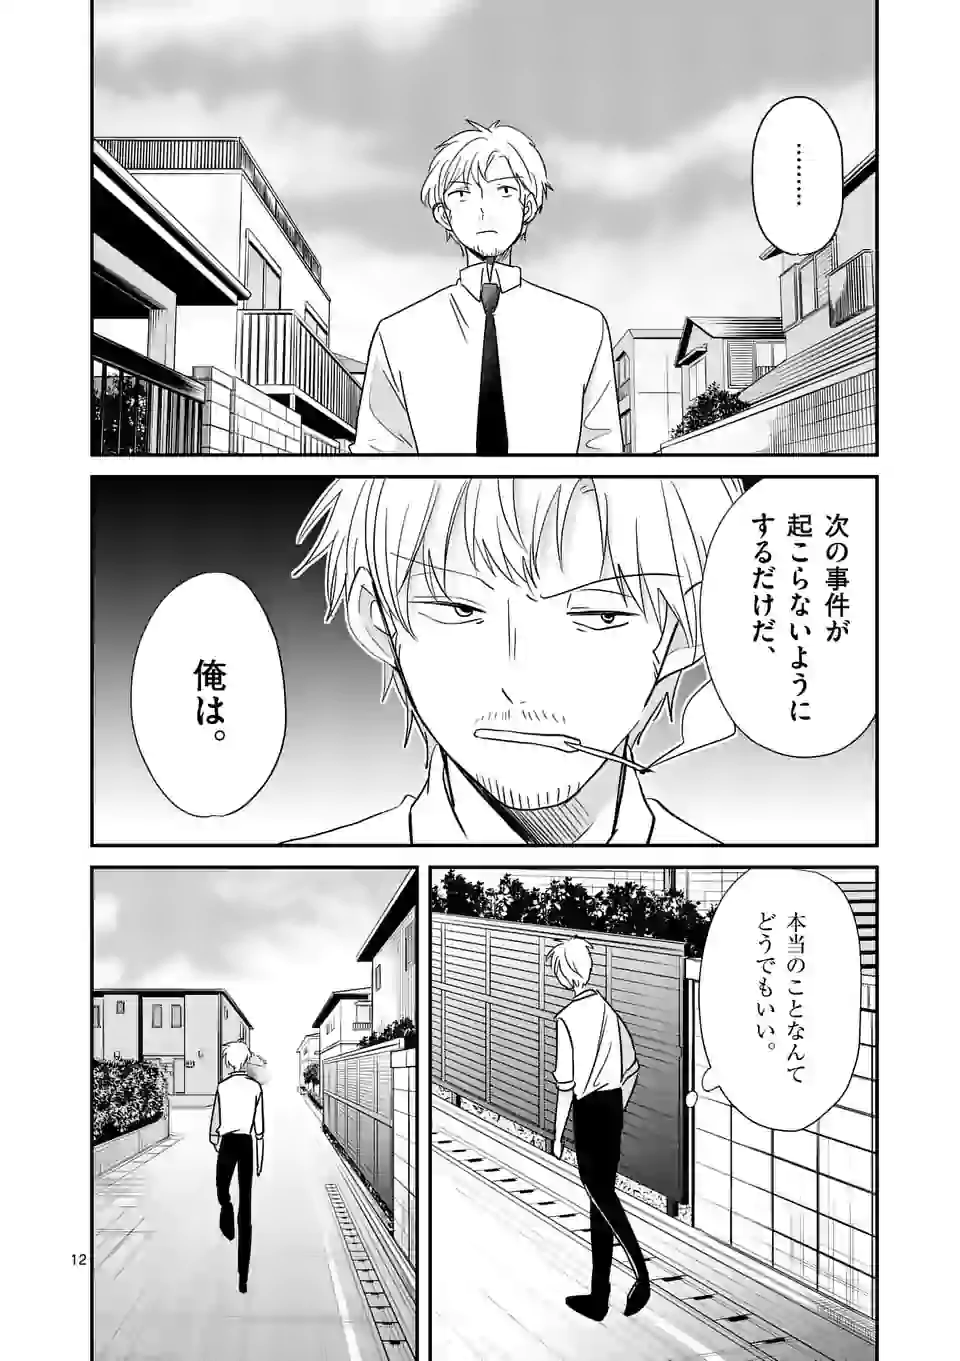 ………
次の事件が
起こらないように
するだけだ、
俺は。
本当のことなんて
どうでもいい。
12